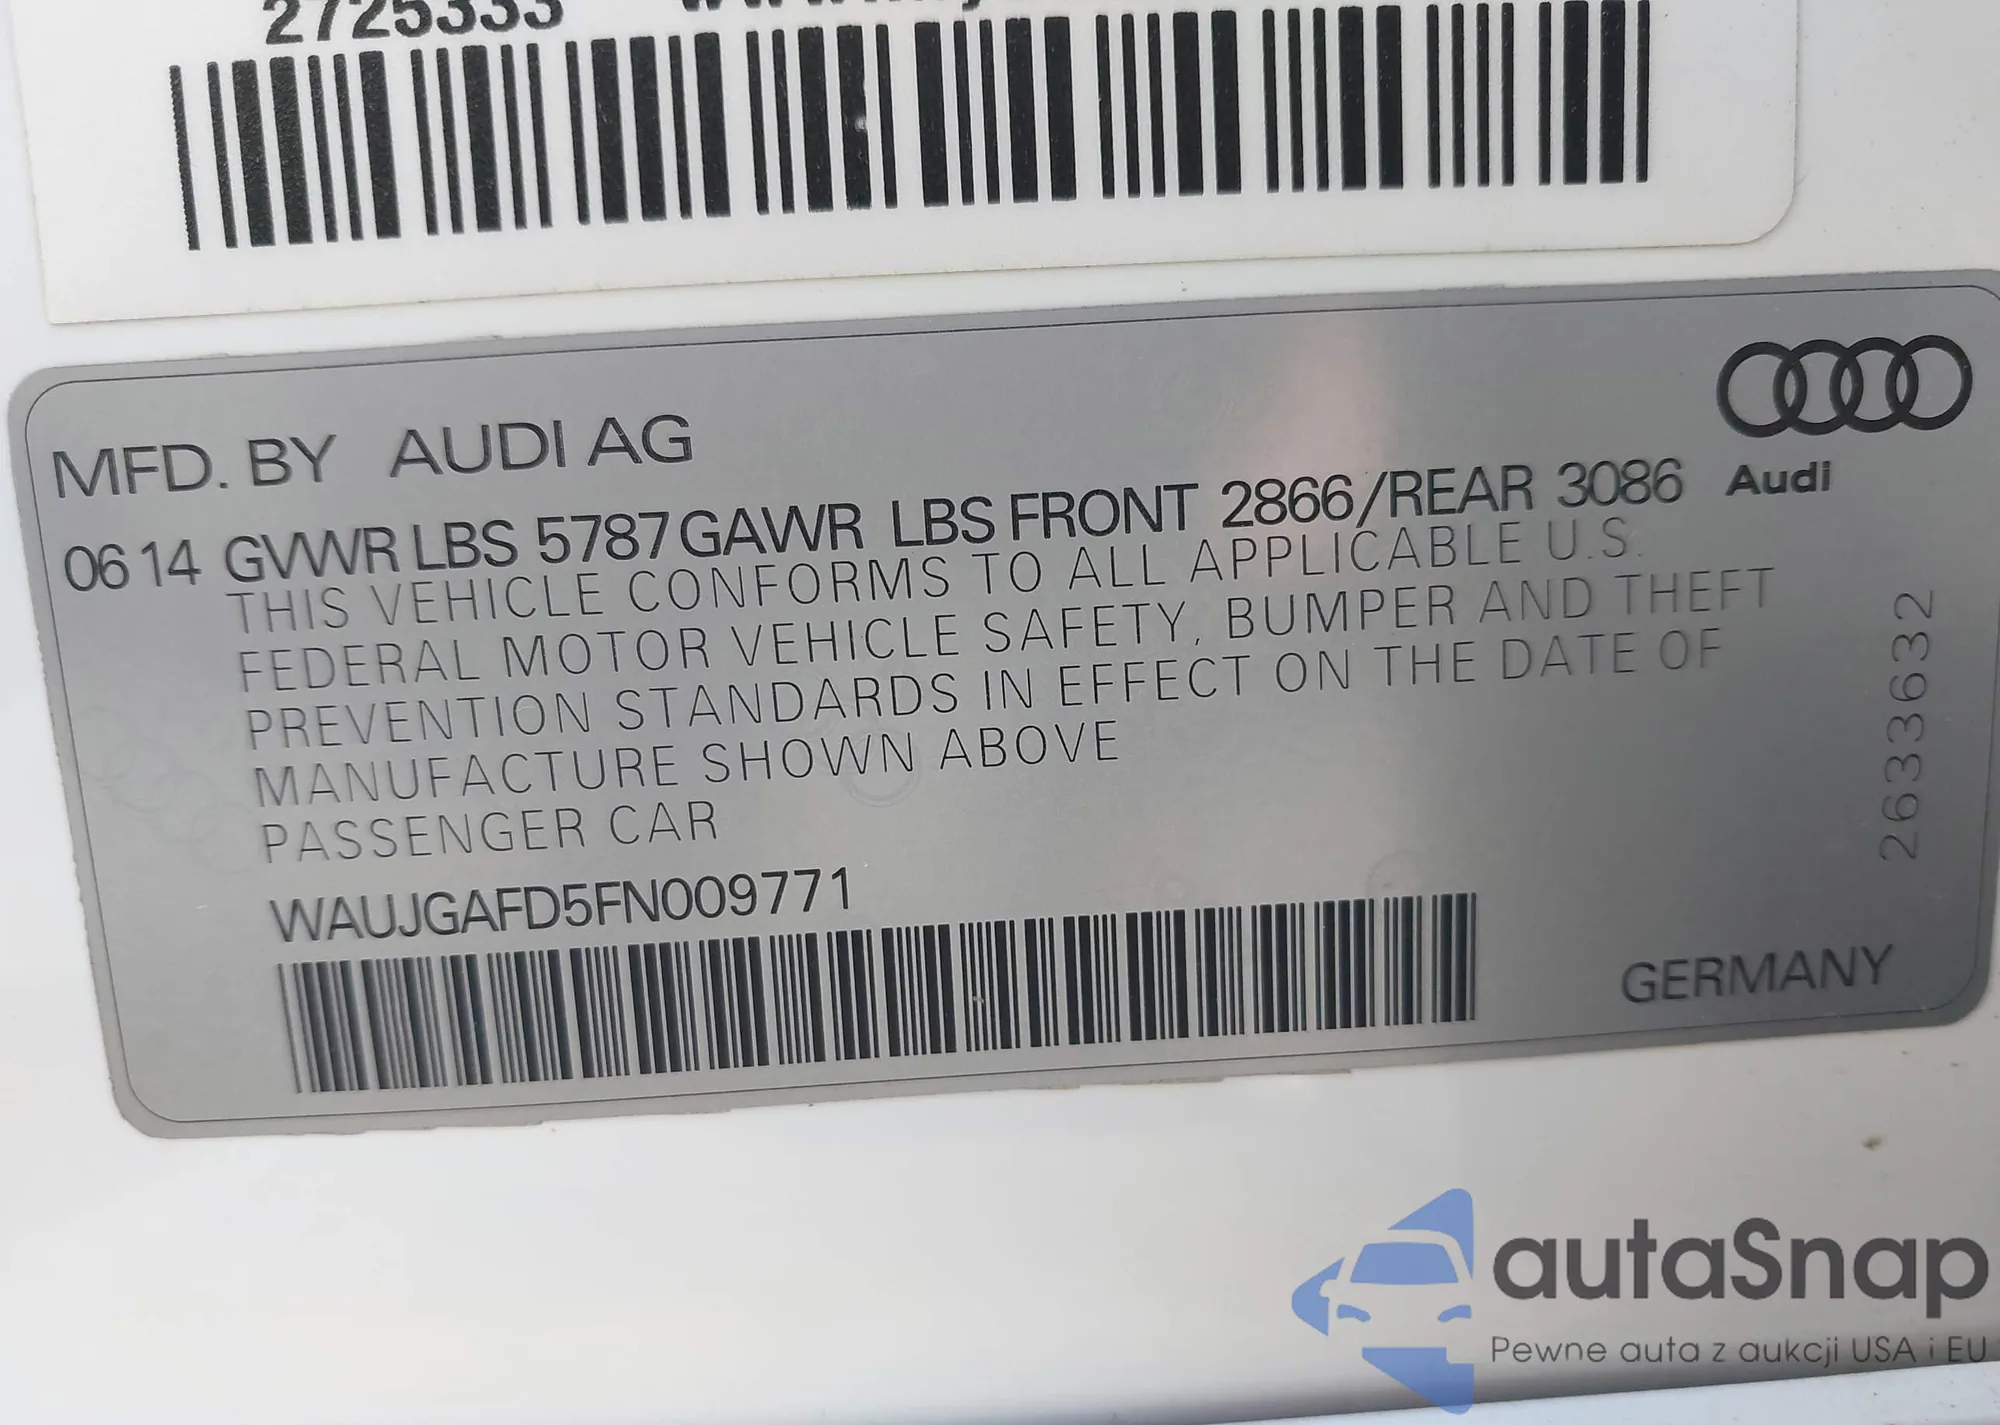 2725333
MFD. BY AUDI AG
Audi
06 14 GVWR LBS 5787 GAWR LBS FRONT 2866/REAR 3086
THIS VEHICLE CONFORMS TO ALL APPLICABLE U.S.
FEDERAL MOTOR VEHICLE SAFETY, BUMPER AND THEFT
PREVENTION STANDARDS IN EFFECT ON THE DATE OF
MANUFACTURE SHOWN ABOVE
PASSENGER CAR
2633632
WAUJGAFD5FN009771
GERMANY
autaSnap
Pewne auta z aukcji USA i EU